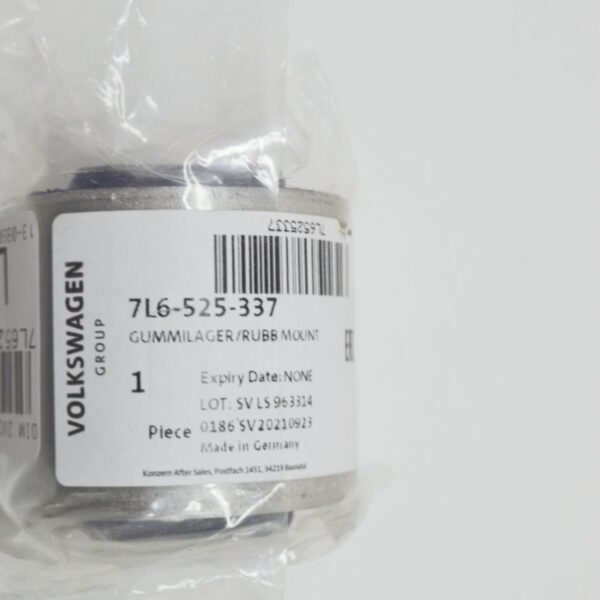 7L6525337
VOLKSWAGEN
GROUP
7L6-525-337
GUMMILAGER/RUBB MOUNT
1
Piece
Expiry Date: NONE
LOT: SV LS 963314
0186 SV20210923
Made in Germany
Konzern After Sales, Postfach 1451, 34219 Baunatal